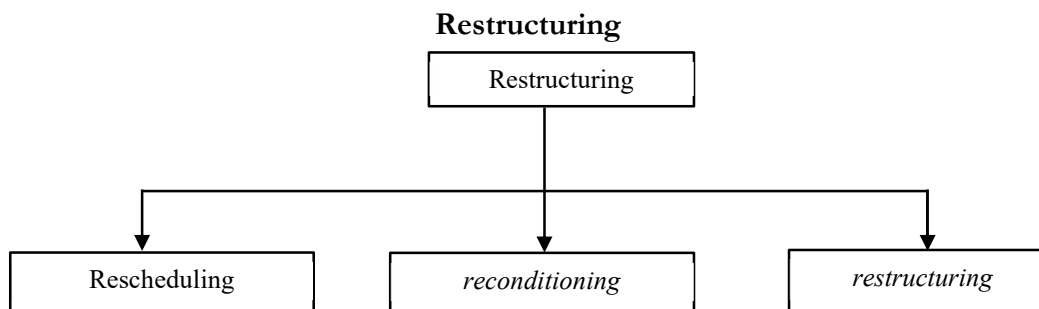 Restructuring
Restructuring
Rescheduling
reconditioning
restructuring